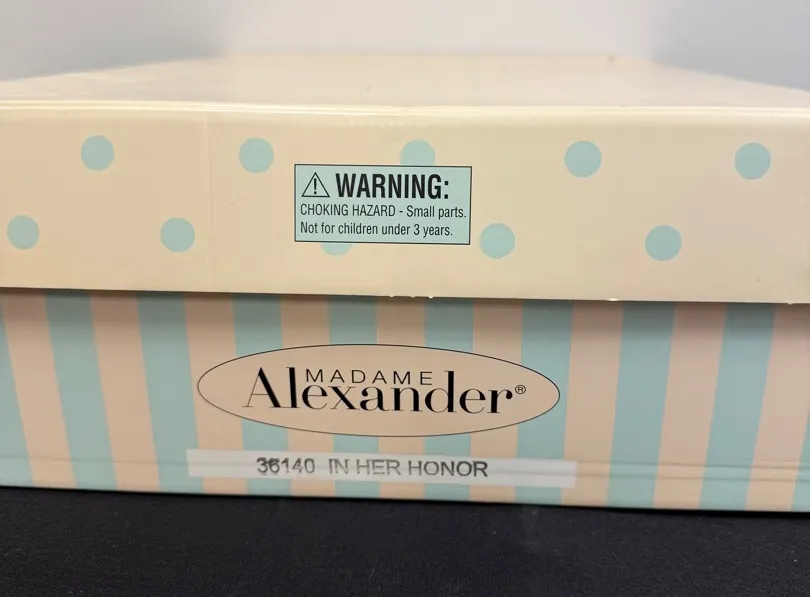 ⚠ WARNING:
CHOKING HAZARD - Small parts.
Not for children under 3 years.
MADAME
Alexander®
36140 IN HER HONOR